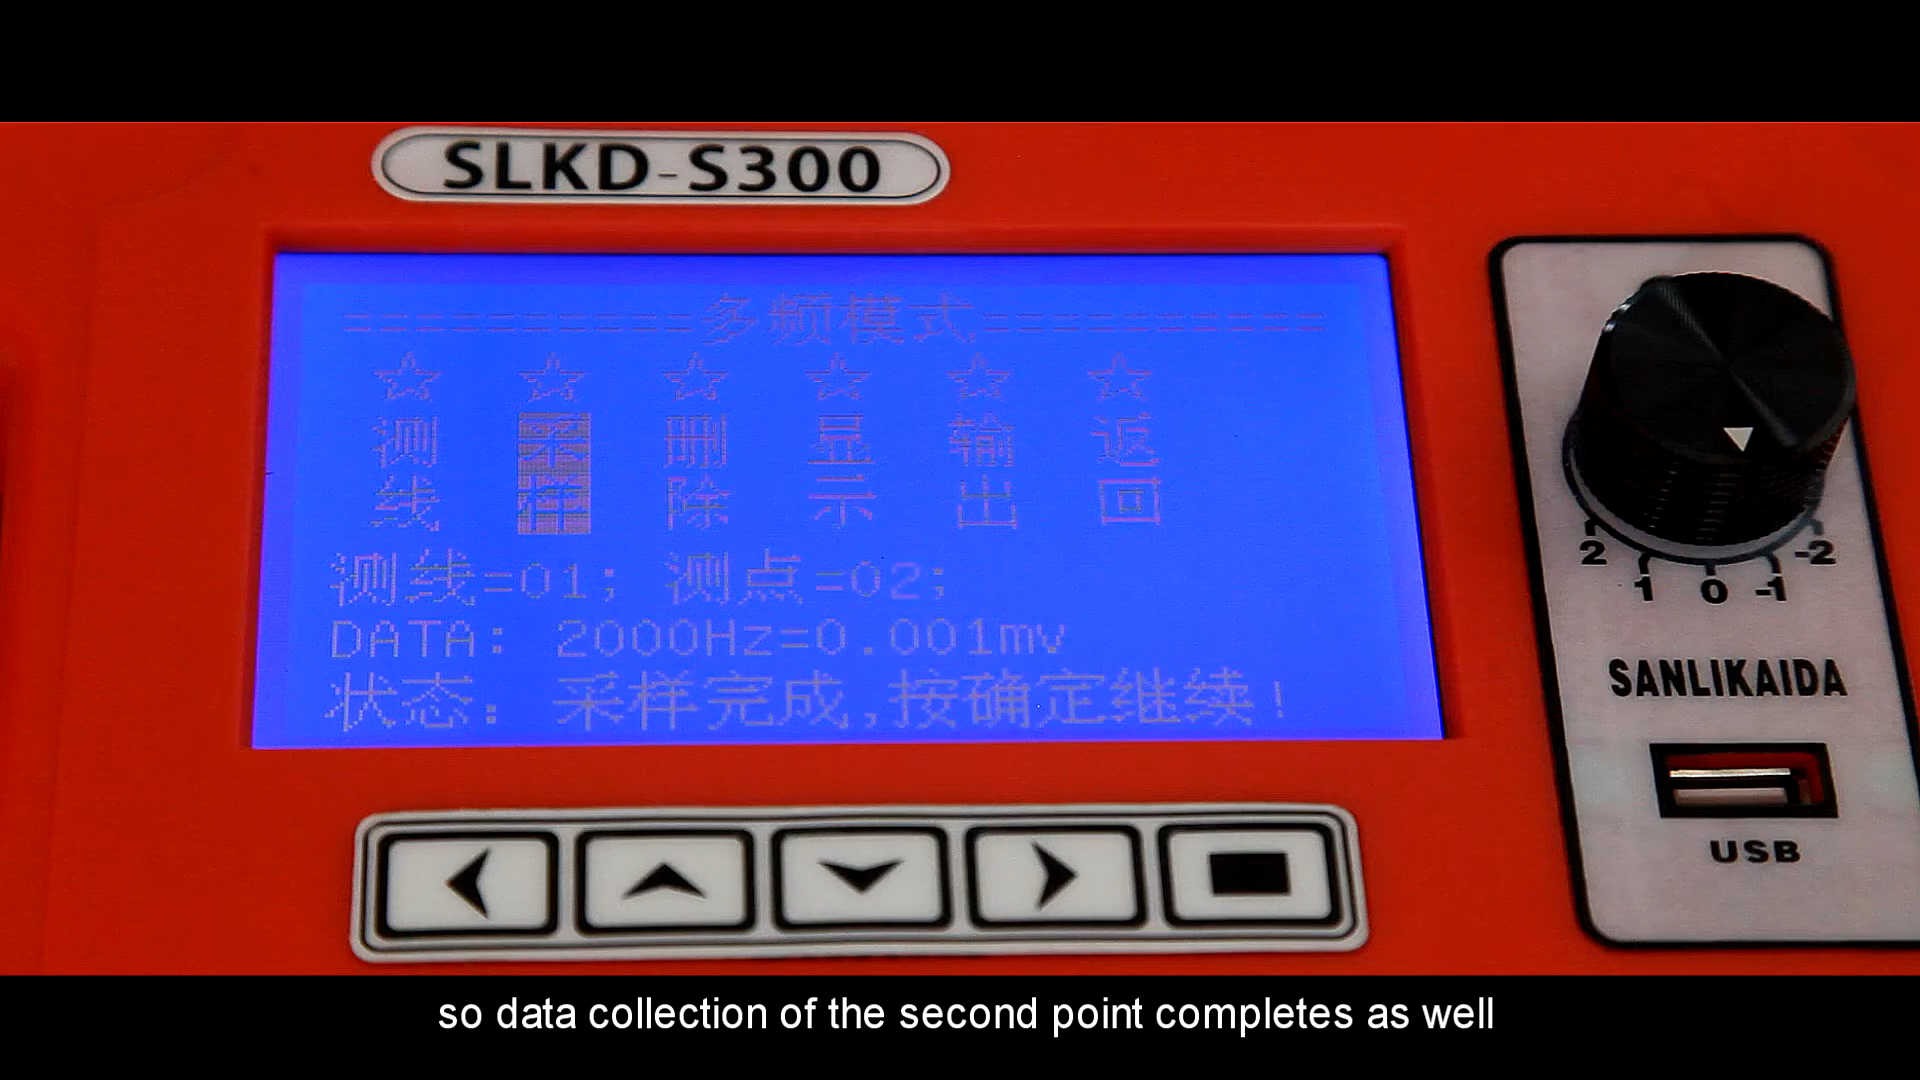 SLKD-S300
===========多频模式===========
☆ ☆ ☆ ☆ ☆ ☆
测线 采样 删除 显示 输出 返回
测线=01; 测点=02;
DATA: 2000Hz=0.001mv
状态: 采样完成,按确定继续!
2 1 0 -1 -2
SANLIKAIDA
USB
so data collection of the second point completes as well